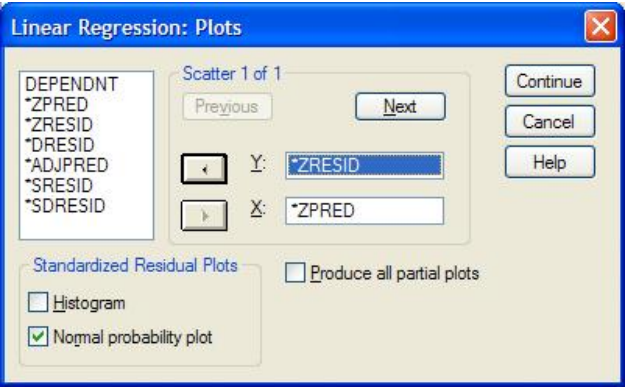 Linear Regression: Plots
DEPENDNT
*ZPRED
*ZRESID
*DRESID
*ADJPRED
*SRESID
*SDRESID
Scatter 1 of 1
Previous
Next
Y: *ZRESID
X: *ZPRED
Continue
Cancel
Help
Standardized Residual Plots
Histogram
Normal probability plot
Produce all partial plots